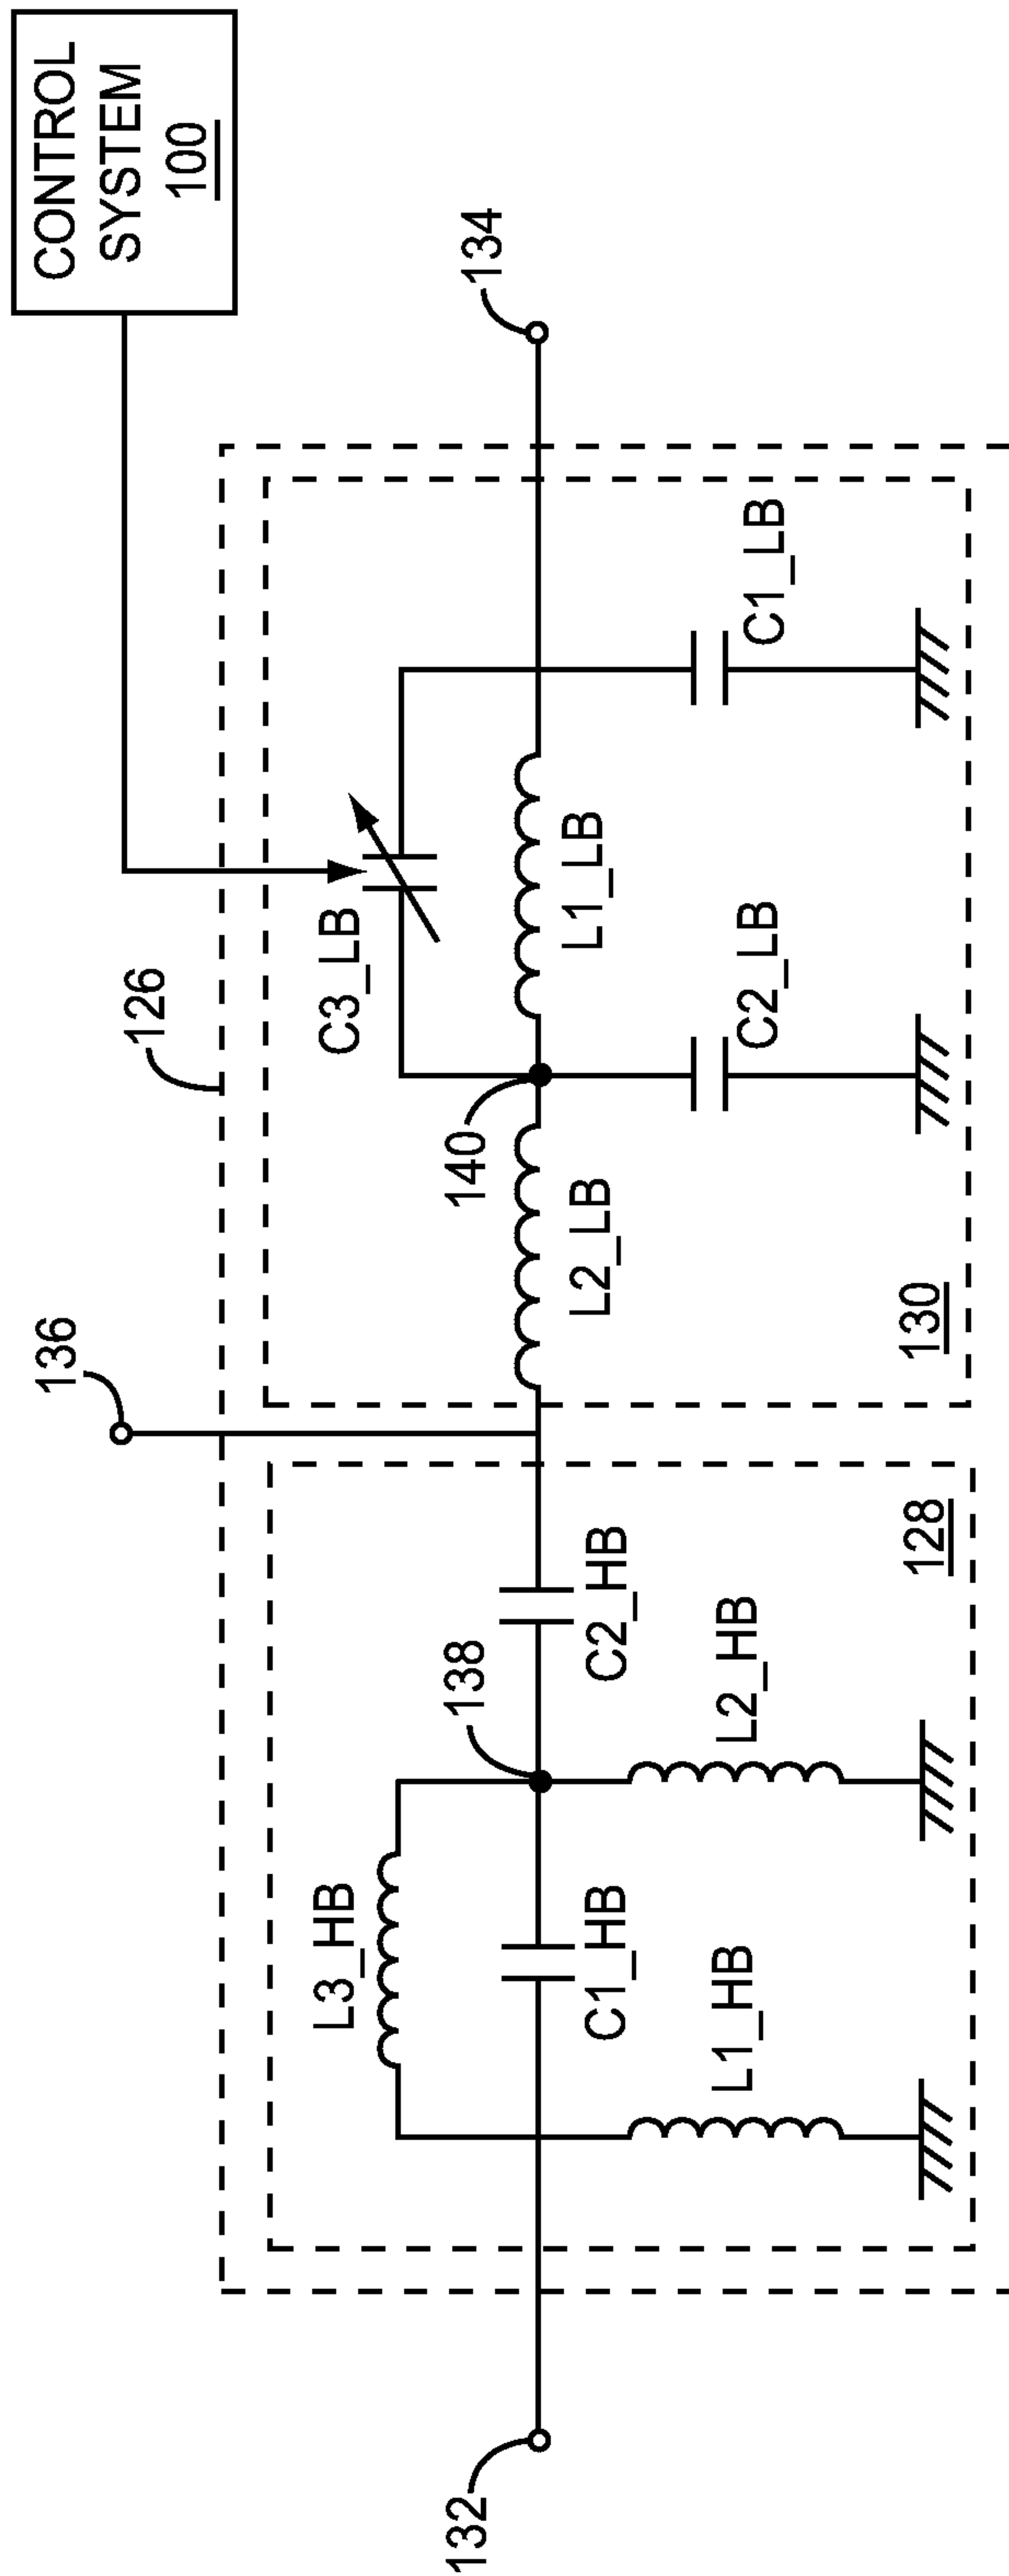 CONTROL
SYSTEM
100
126
136
134
C3_LB
L3_HB
138
140
C1_HB
C2_HB
L2_LB
L1_LB
132
L1_HB
L2_HB
C2_LB
C1_LB
128
130